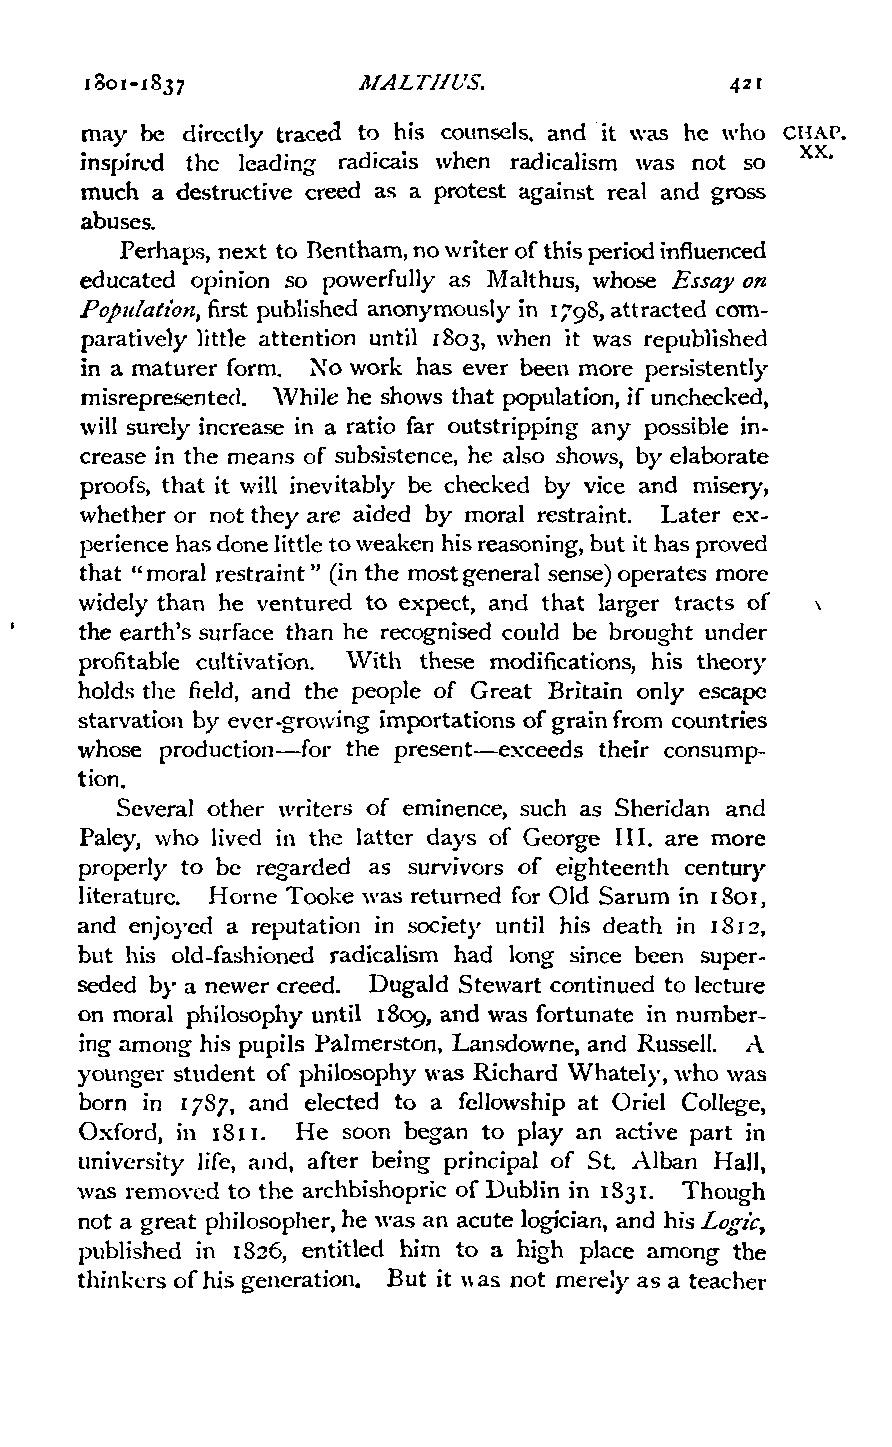 1801-1837 MALTHUS. 421
may be directly traced to his counsels, and it was he who CHAP.
inspired the leading radicals when radicalism was not so XX.
much a destructive creed as a protest against real and gross
abuses.
Perhaps, next to Bentham, no writer of this period influenced
educated opinion so powerfully as Malthus, whose Essay on
Population, first published anonymously in 1798, attracted com-
paratively little attention until 1803, when it was republished
in a maturer form. No work has ever been more persistently
misrepresented. While he shows that population, if unchecked,
will surely increase in a ratio far outstripping any possible in-
crease in the means of subsistence, he also shows, by elaborate
proofs, that it will inevitably be checked by vice and misery,
whether or not they are aided by moral restraint. Later ex-
perience has done little to weaken his reasoning, but it has proved
that "moral restraint" (in the most general sense) operates more
widely than he ventured to expect, and that larger tracts of
the earth's surface than he recognised could be brought under
profitable cultivation. With these modifications, his theory
holds the field, and the people of Great Britain only escape
starvation by ever-growing importations of grain from countries
whose production—for the present—exceeds their consump-
tion.
Several other writers of eminence, such as Sheridan and
Paley, who lived in the latter days of George III. are more
properly to be regarded as survivors of eighteenth century
literature. Horne Tooke was returned for Old Sarum in 1801,
and enjoyed a reputation in society until his death in 1812,
but his old-fashioned radicalism had long since been super-
seded by a newer creed. Dugald Stewart continued to lecture
on moral philosophy until 1809, and was fortunate in number-
ing among his pupils Palmerston, Lansdowne, and Russell. A
younger student of philosophy was Richard Whately, who was
born in 1787, and elected to a fellowship at Oriel College,
Oxford, in 1811. He soon began to play an active part in
university life, and, after being principal of St. Alban Hall,
was removed to the archbishopric of Dublin in 1831. Though
not a great philosopher, he was an acute logician, and his Logic,
published in 1826, entitled him to a high place among the
thinkers of his generation. But it was not merely as a teacher